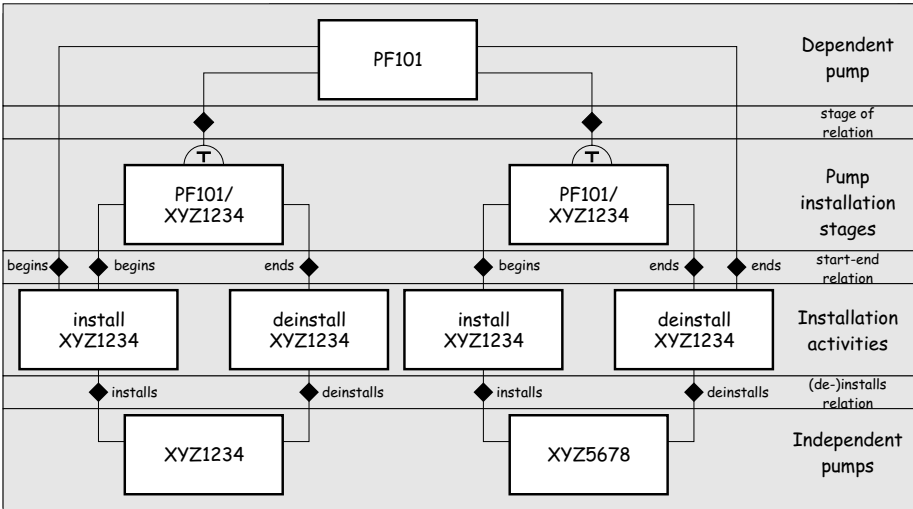 PF101
Dependent
pump
stage of
relation
T
T
PF101/
XYZ1234
PF101/
XYZ1234
Pump
installation
stages
begins
begins
ends
begins
ends
ends
start-end
relation
install
XYZ1234
deinstall
XYZ1234
install
XYZ1234
deinstall
XYZ1234
Installation
activities
installs
deinstalls
installs
deinstalls
(de-)installs
relation
XYZ1234
XYZ5678
Independent
pumps